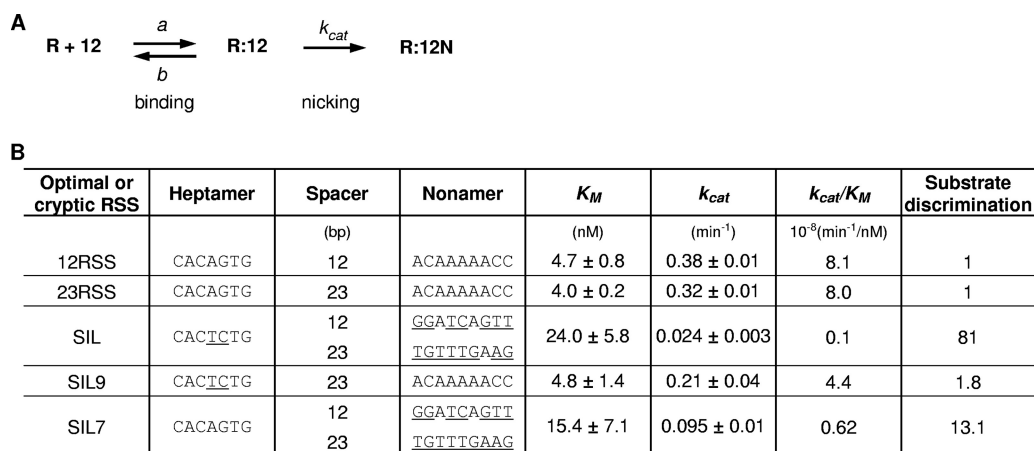 A
R + 12 a R:12 kcat R:12N
b
binding nicking
B
Optimal or cryptic RSS Heptamer Spacer Nonamer KM kcat kcat/KM Substrate discrimination
(bp) (nM) (min-1) 10-8(min-1/nM)
12RSS CACAGTG 12 ACAAAAACC 4.7 ± 0.8 0.38 ± 0.01 8.1 1
23RSS CACAGTG 23 ACAAAAACC 4.0 ± 0.2 0.32 ± 0.01 8.0 1
12 GGATCAGTT
SIL CACTCTG 24.0 ± 5.8 0.024 ± 0.003 0.1 81
23 TGTTTGAAG
SIL9 CACTCTG 23 ACAAAAACC 4.8 ± 1.4 0.21 ± 0.04 4.4 1.8
12 GGATCAGTT
SIL7 CACAGTG 15.4 ± 7.1 0.095 ± 0.01 0.62 13.1
23 TGTTTGAAG